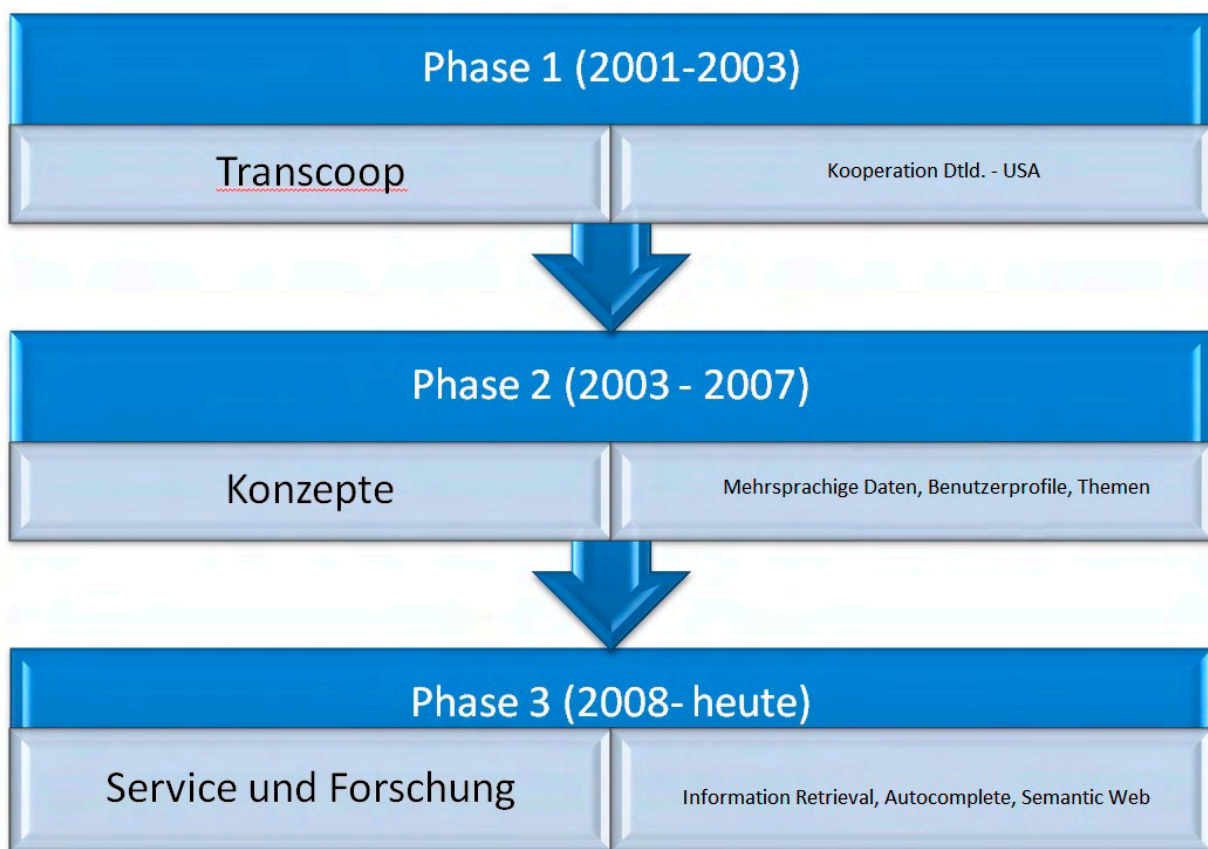 Phase 1 (2001-2003)
Transcoop
Kooperation Dtld. - USA
Phase 2 (2003 - 2007)
Konzepte
Mehrsprachige Daten, Benutzerprofile, Themen
Phase 3 (2008- heute)
Service und Forschung
Information Retrieval, Autocomplete, Semantic Web